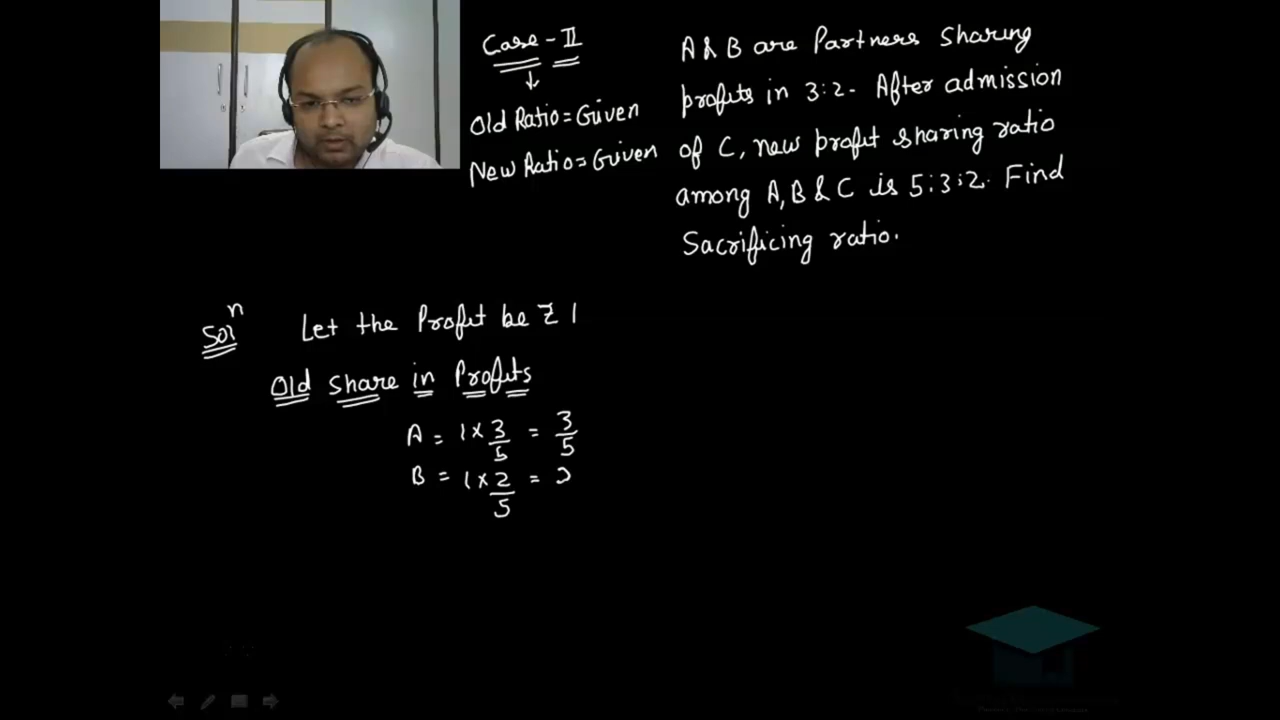 Case-II
Old Ratio=Given
New Ratio=Given
A & B are Partners sharing
profits in 3:2. After admission
of C, new profit sharing ratio
among A, B & C is 5:3:2. Find
Sacrificing ratio.
Solⁿ
Let the Profit be ₹ 1
Old Share in Profits
A = 1 × 3/5 = 3/5
B = 1 × 2/5 =